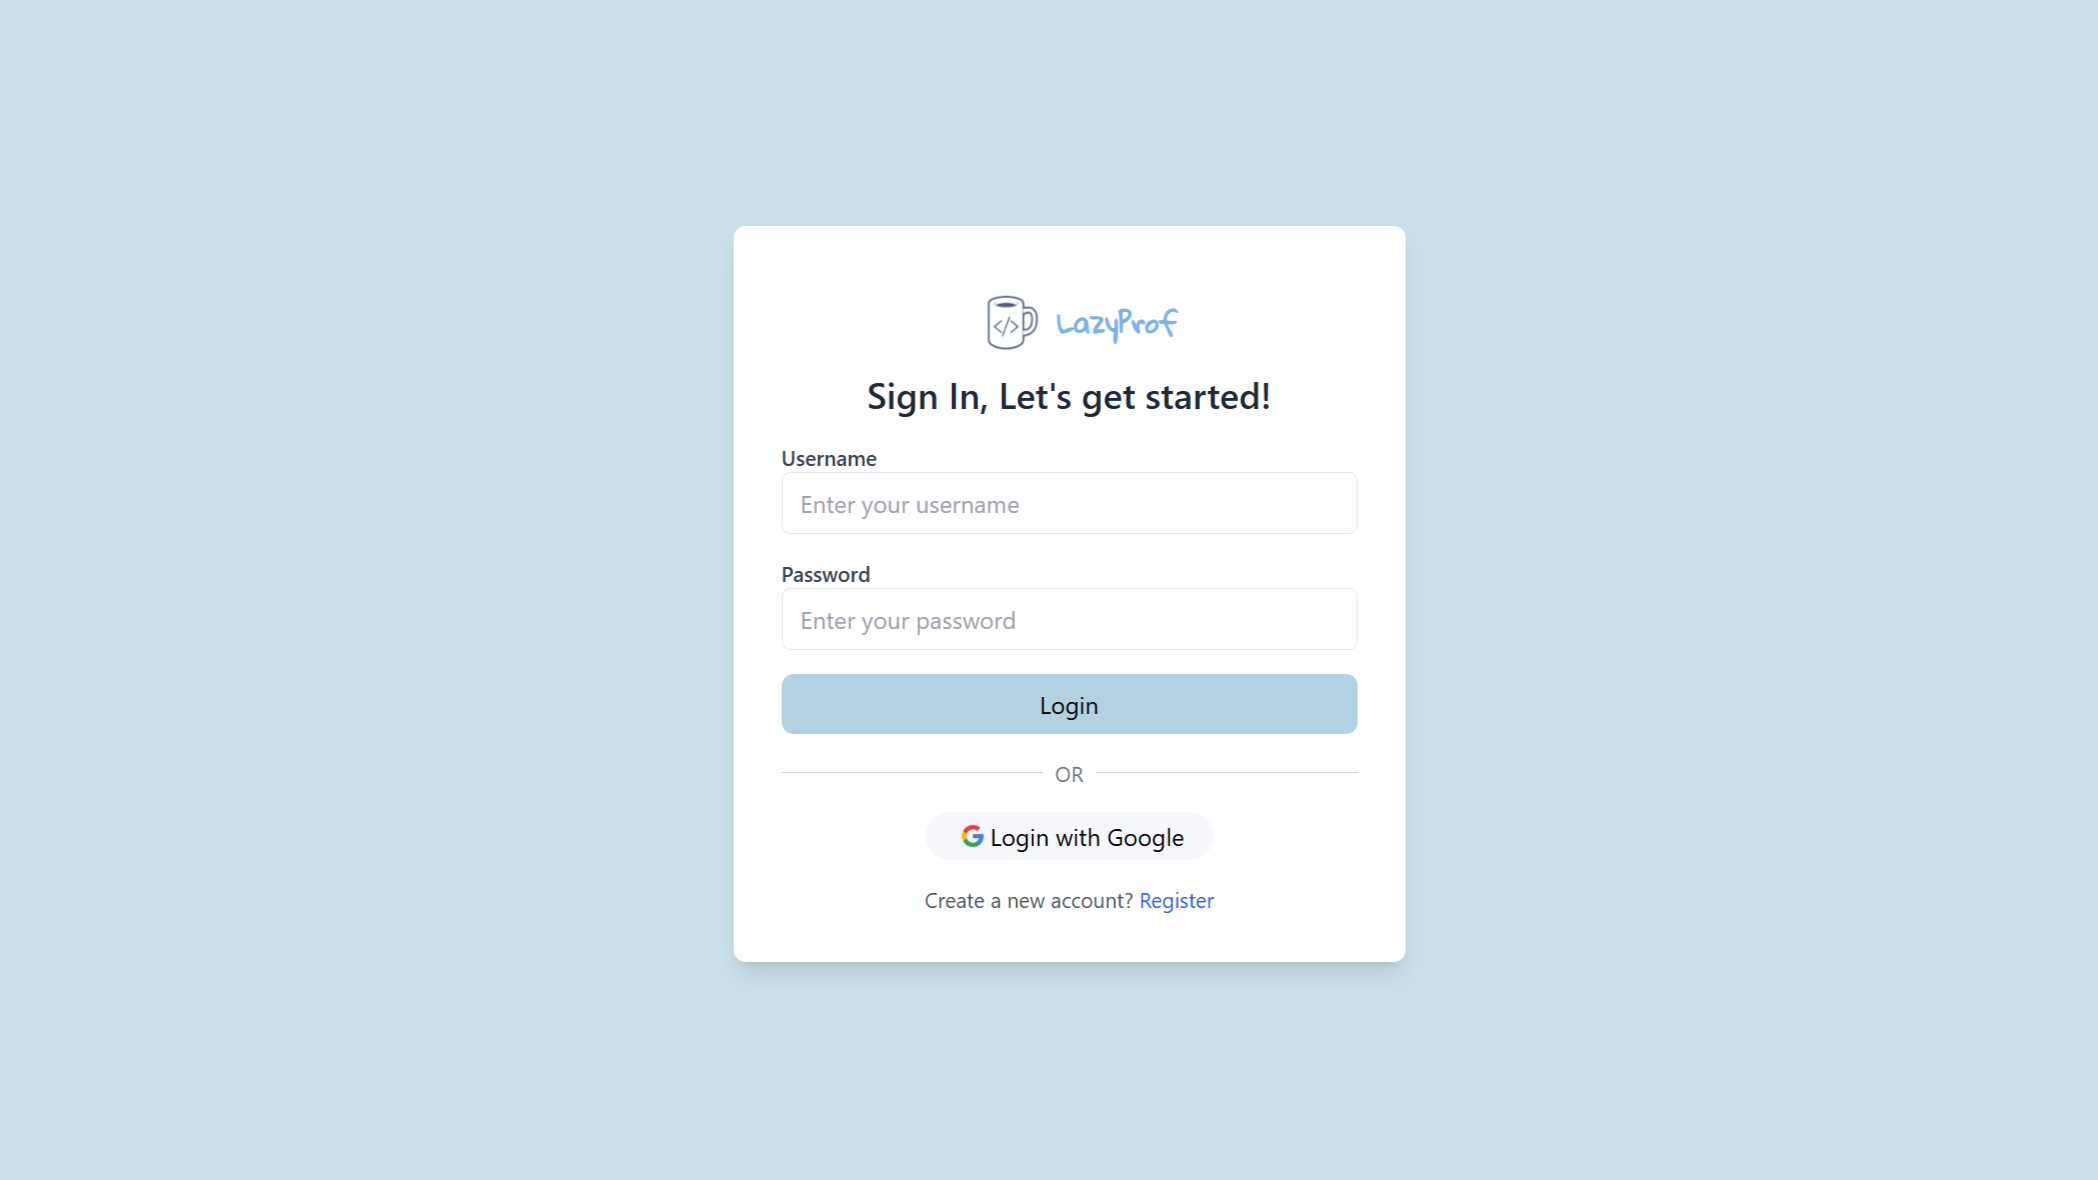 </>
LazyProf
Sign In, Let's get started!
Username
Enter your username
Password
Enter your password
Login
OR
Login with Google
Create a new account? Register